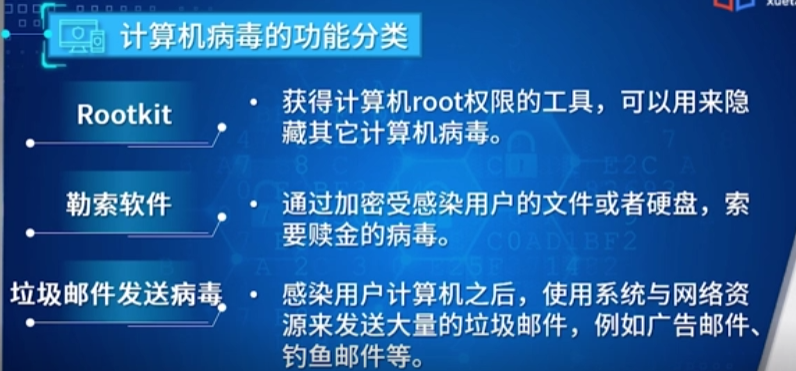 计算机病毒的功能分类
Rootkit
• 获得计算机root权限的工具，可以用来隐
藏其它计算机病毒。
勒索软件
• 通过加密受感染用户的文件或者硬盘，索
要赎金的病毒。
垃圾邮件发送病毒
• 感染用户计算机之后，使用系统与网络资
源来发送大量的垃圾邮件，例如广告邮件、
钓鱼邮件等。